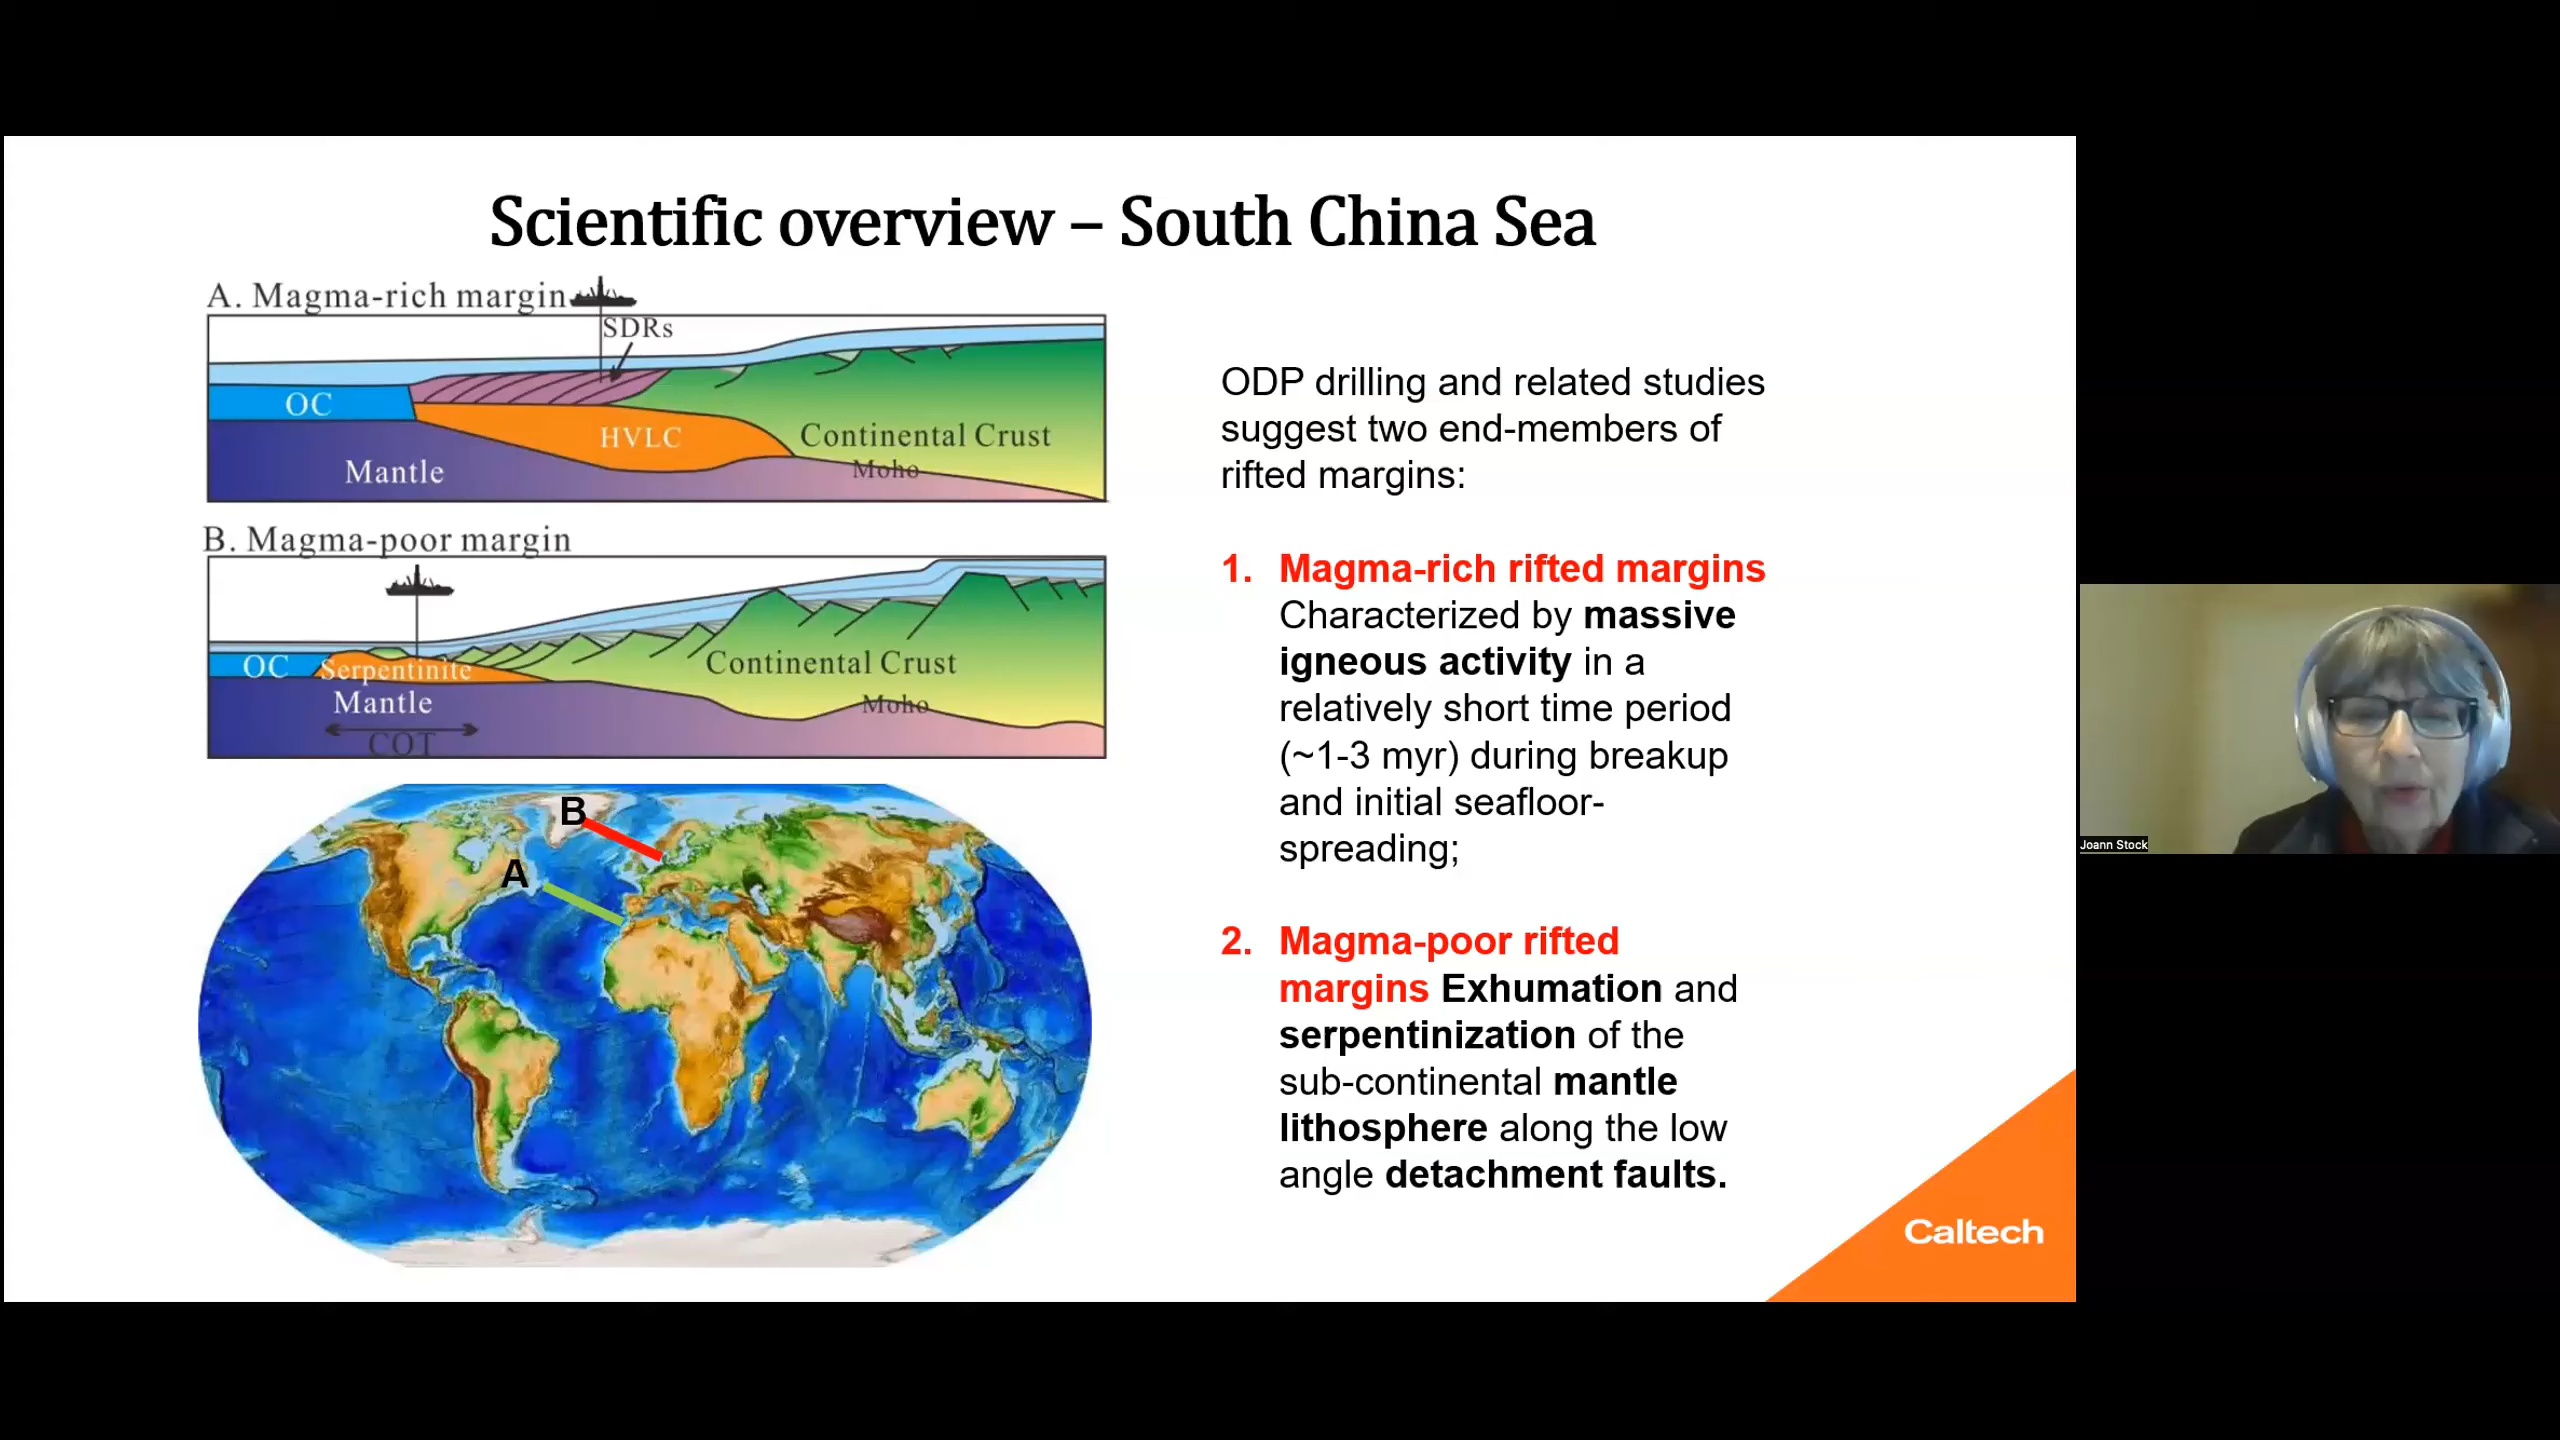 Scientific overview – South China Sea
A. Magma-rich margin
SDRs
OC
HVLC
Continental Crust
Moho
Mantle
B. Magma-poor margin
OC
Serpentinite
Continental Crust
Mantle
Moho
COT
B
A
ODP drilling and related studies
suggest two end-members of
rifted margins:
1. Magma-rich rifted margins
Characterized by massive
igneous activity in a
relatively short time period
(~1-3 myr) during breakup
and initial seafloor-
spreading;
2. Magma-poor rifted
margins Exhumation and
serpentinization of the
sub-continental mantle
lithosphere along the low
angle detachment faults.
Caltech
Joann Stock